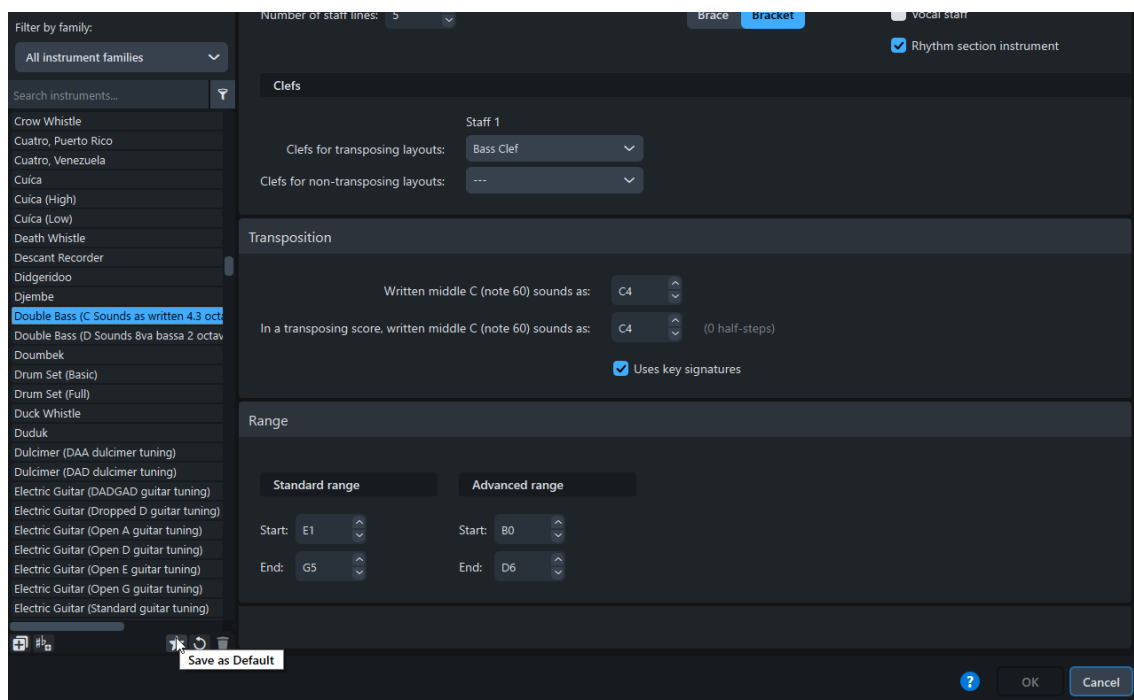 Number of staff lines: 5
Brace Bracket
Vocal staff
Filter by family:
All instrument families
Rhythm section instrument
Search instruments...
Clefs
Crow Whistle
Cuatro, Puerto Rico
Cuatro, Venezuela
Cuíca
Cuíca (High)
Cuíca (Low)
Death Whistle
Descant Recorder
Didgeridoo
Djembe
Double Bass (C Sounds as written 4.3 octa
Double Bass (D Sounds 8va bassa 2 octav
Doumbek
Drum Set (Basic)
Drum Set (Full)
Duck Whistle
Duduk
Dulcimer (DAA dulcimer tuning)
Dulcimer (DAD dulcimer tuning)
Electric Guitar (DADGAD guitar tuning)
Electric Guitar (Dropped D guitar tuning)
Electric Guitar (Open A guitar tuning)
Electric Guitar (Open D guitar tuning)
Electric Guitar (Open E guitar tuning)
Electric Guitar (Open G guitar tuning)
Electric Guitar (Standard guitar tuning)
Save as Default
Staff 1
Clefs for transposing layouts: Bass Clef
Clefs for non-transposing layouts: ---
Transposition
Written middle C (note 60) sounds as: C4
In a transposing score, written middle C (note 60) sounds as: C4 (0 half-steps)
Uses key signatures
Range
Standard range Advanced range
Start: E1 Start: B0
End: G5 End: D6
? OK Cancel